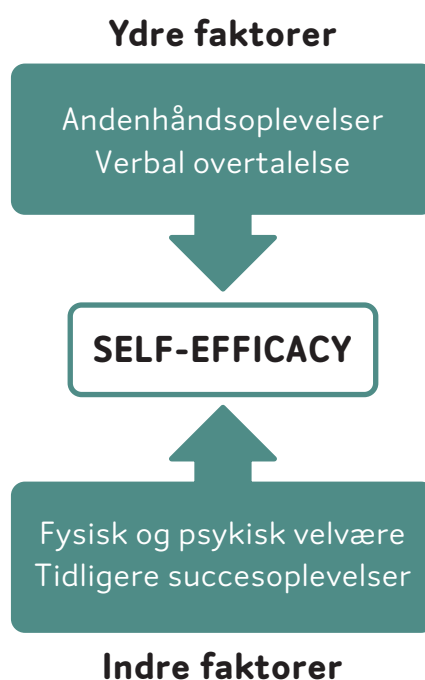 Ydre faktorer
Andenhåndsoplevelser
Verbal overtalelse
SELF-EFFICACY
Fysisk og psykisk velvære
Tidligere succesoplevelser
Indre faktorer